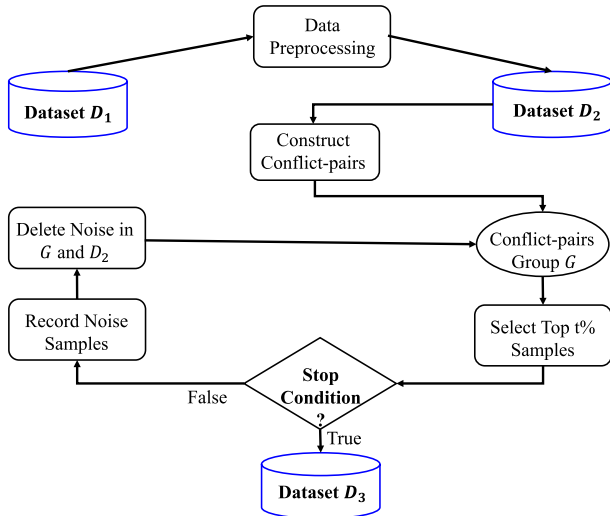 Data
Preprocessing
Dataset D₁
Dataset D₂
Construct
Conflict-pairs
Delete Noise in
G and D₂
Conflict-pairs
Group G
Record Noise
Samples
Select Top t%
Samples
Stop
Condition
?
False
True
Dataset D₃